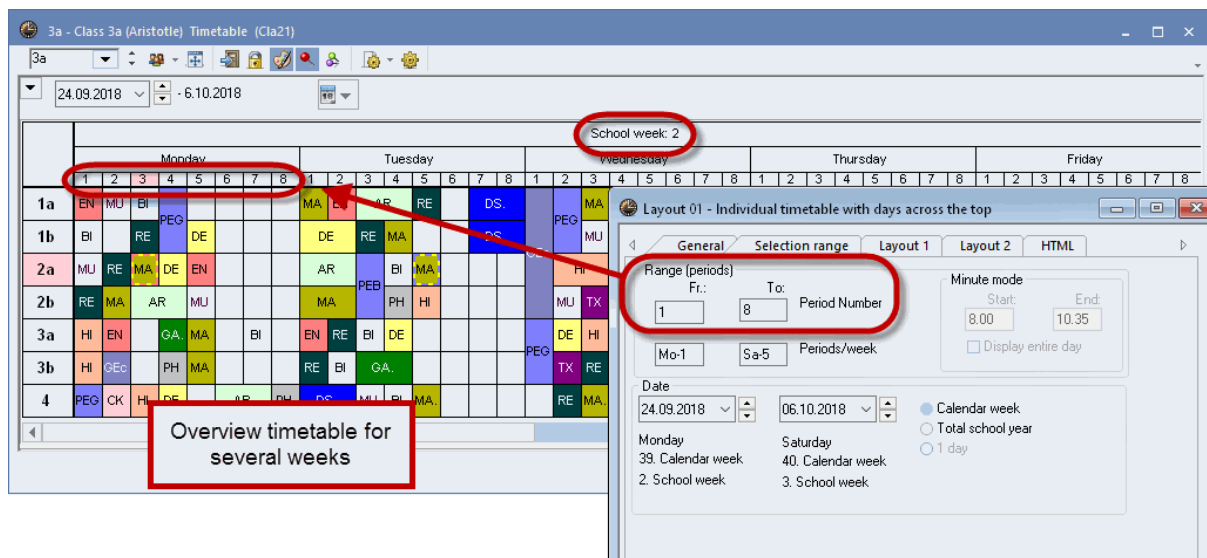 3a - Class 3a (Aristotle) Timetable (Cla21)
3a
24.09.2018 - 6.10.2018
School week: 2
Monday Tuesday Wednesday Thursday Friday
1 2 3 4 5 6 7 8 1 2 3 4 5 6 7 8 1 2 3 4 5 6 7 8 1 2 3 4 5 6 7 8 1 2 3 4 5 6 7 8
1a EN MU BI PEG MA AR RE DS. PEG MA
1b BI RE DE DE RE MA DS. GEc MU
2a MU RE MA DE EN AR PEB BI MA HI
2b RE MA AR MU MA PH HI MU TX
3a HI EN GA. MA BI EN RE BI DE PEG DE HI
3b HI GEc PH MA RE BI GA. TX RE
4 PEG CK HI DE AR PH DS. MU BI MA. RE MA.
Overview timetable for
several weeks
Layout 01 - Individual timetable with days across the top
General Selection range Layout 1 Layout 2 HTML
Range (periods) Minute mode
Fr.: To: Start: End:
1 8 Period Number 8.00 10.35
Mo-1 Sa-5 Periods/week Display entire day
Date
24.09.2018 06.10.2018 Calendar week
Total school year
Monday Saturday 1 day
39. Calendar week 40. Calendar week
2. School week 3. School week